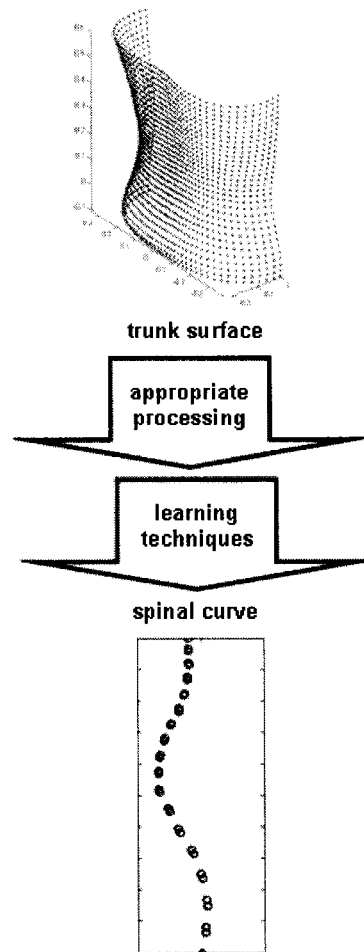 trunk surface
appropriate
processing
learning
techniques
spinal curve